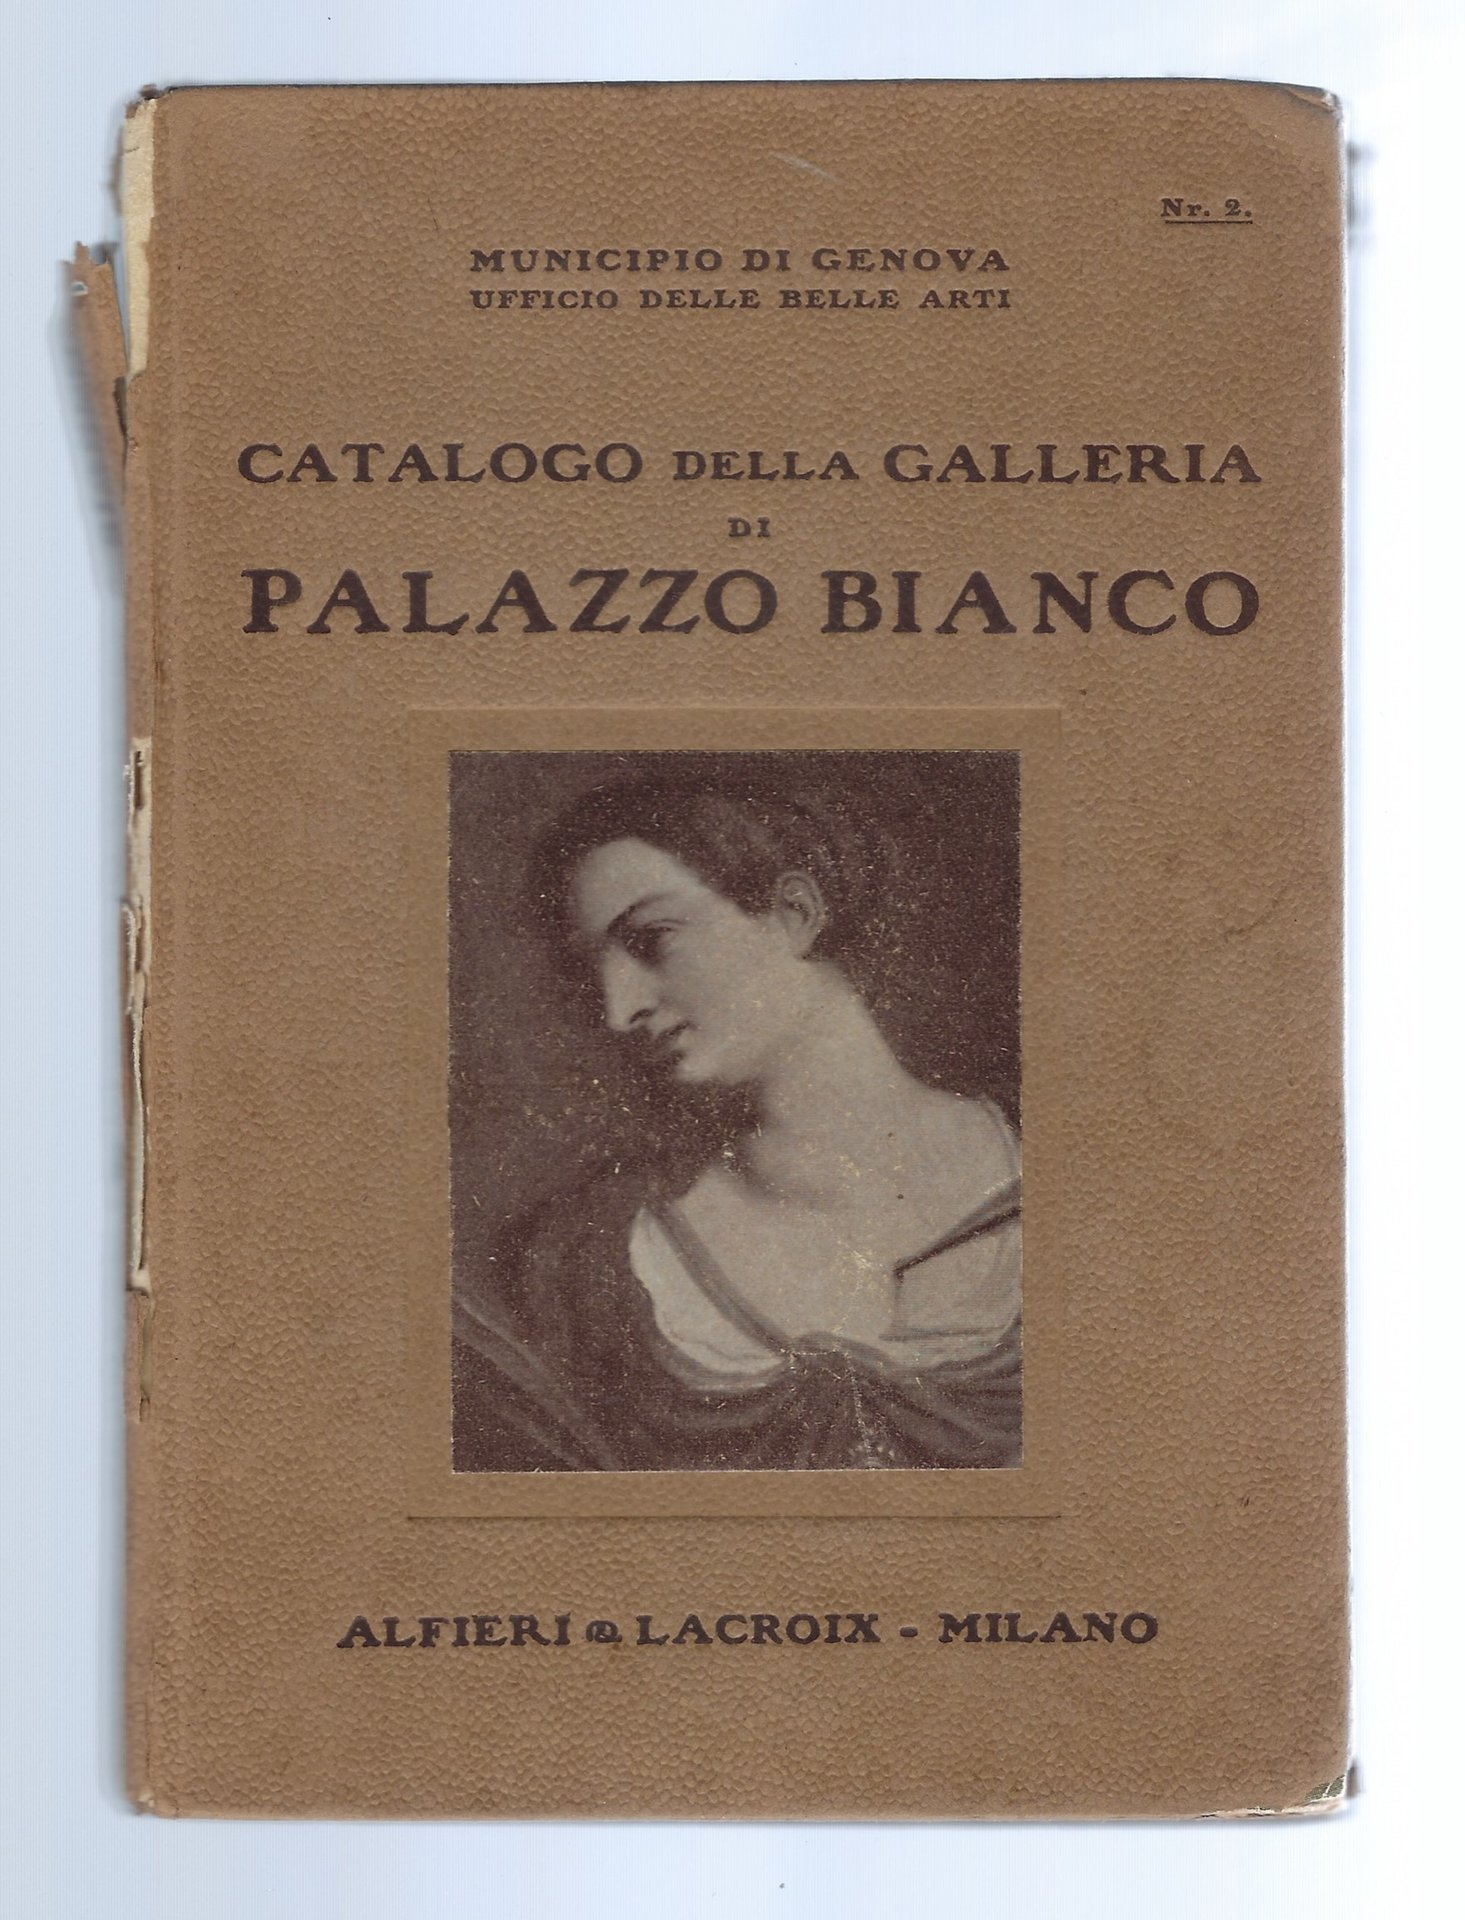 Nr. 2.
MUNICIPIO DI GENOVA
UFFICIO DELLE BELLE ARTI
CATALOGO DELLA GALLERIA
DI
PALAZZO BIANCO
ALFIERI & LACROIX - MILANO